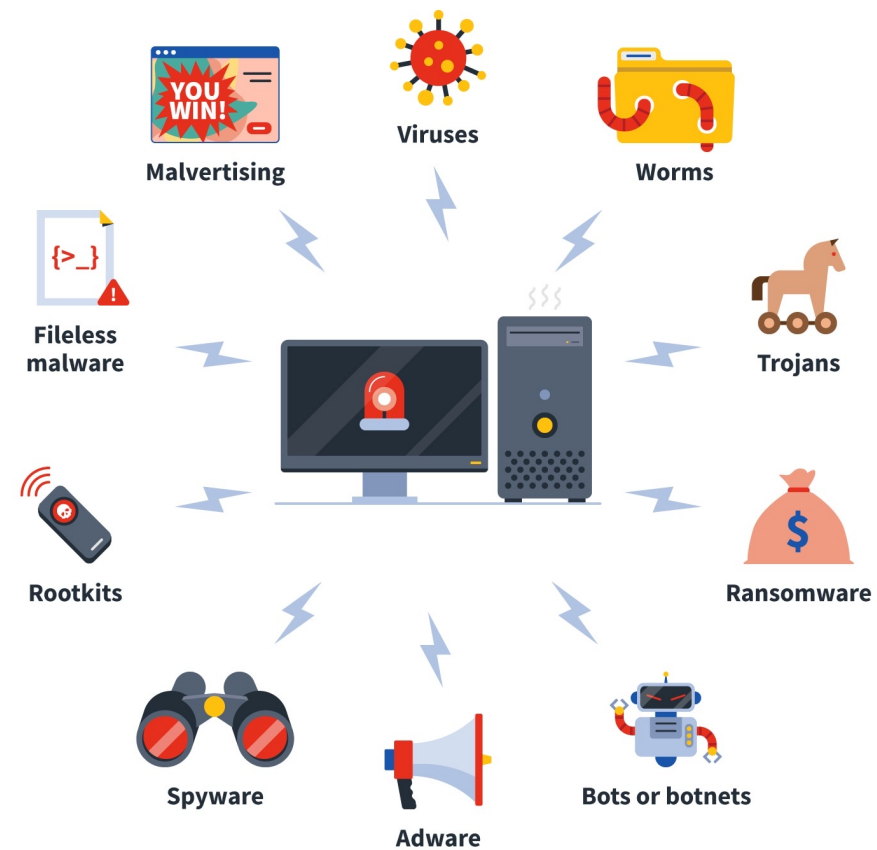 YOU
WIN!
Malvertising
Viruses
Worms
{>_}
!
Fileless
malware
Trojans
Rootkits
$
Ransomware
Spyware
Adware
Bots or botnets